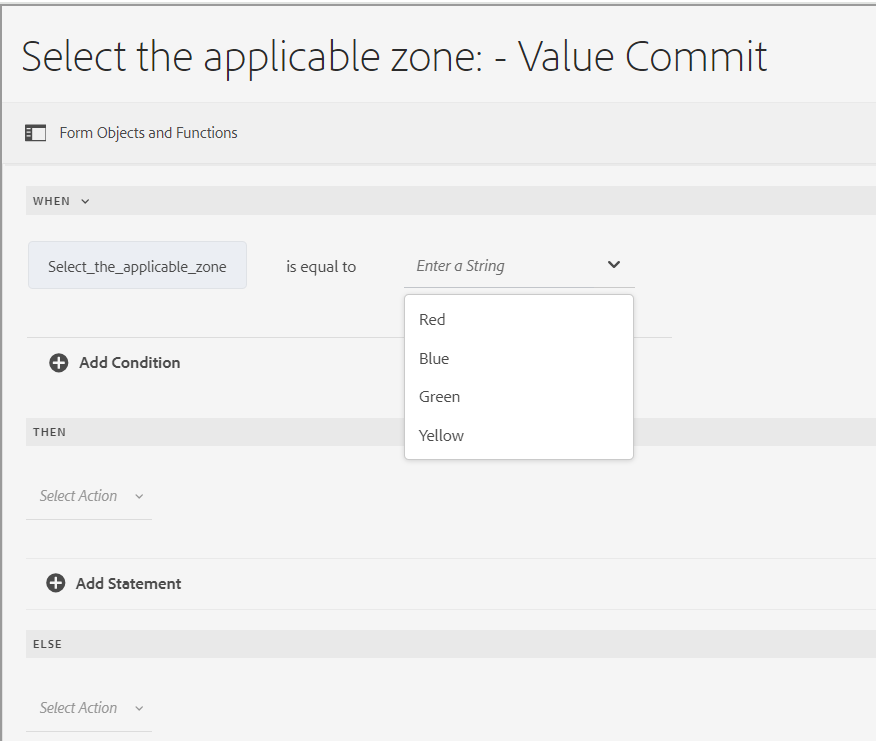 Select the applicable zone: - Value Commit
Form Objects and Functions
WHEN
Select_the_applicable_zone is equal to Enter a String
Red
Blue
Green
Yellow
Add Condition
THEN
Select Action
Add Statement
ELSE
Select Action